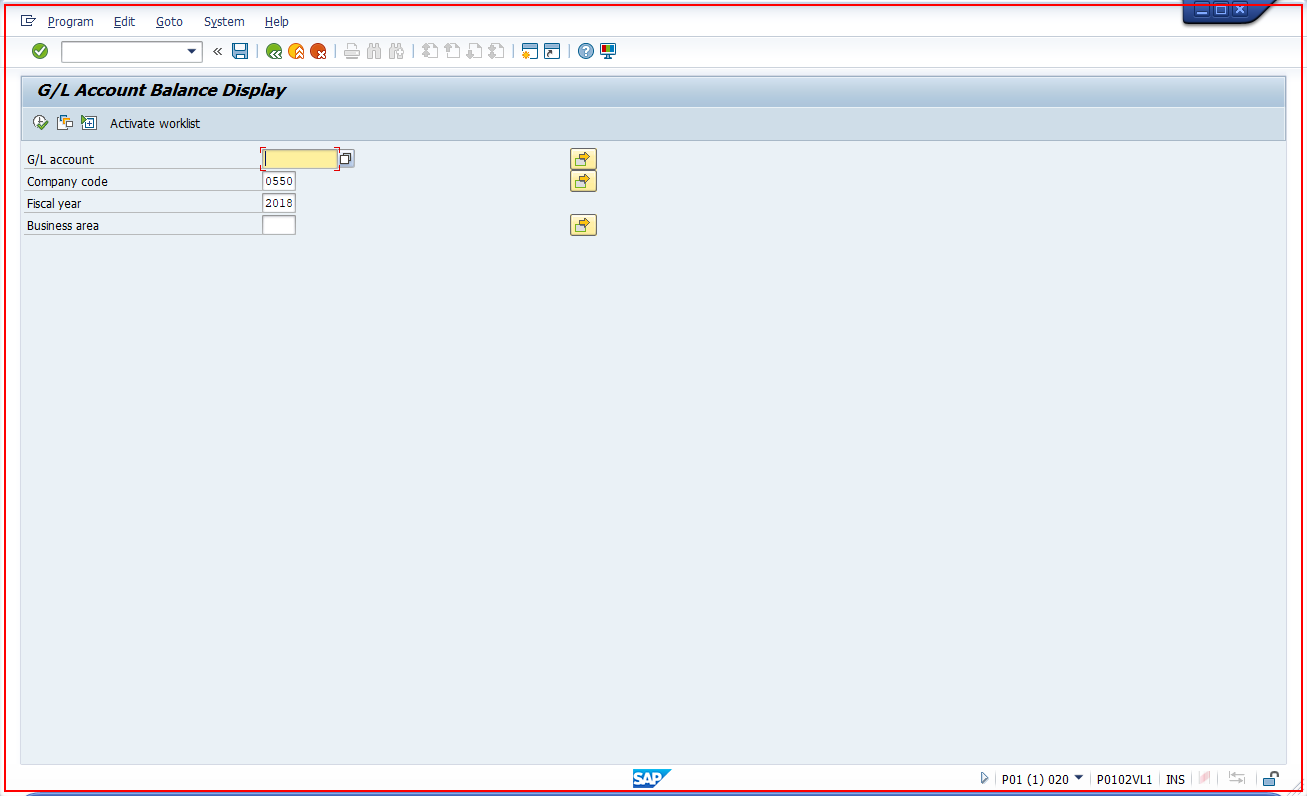 Program Edit Goto System Help
«
G/L Account Balance Display
Activate worklist
G/L account
Company code 0550
Fiscal year 2018
Business area
SAP P01 (1) 020 P0102VL1 INS